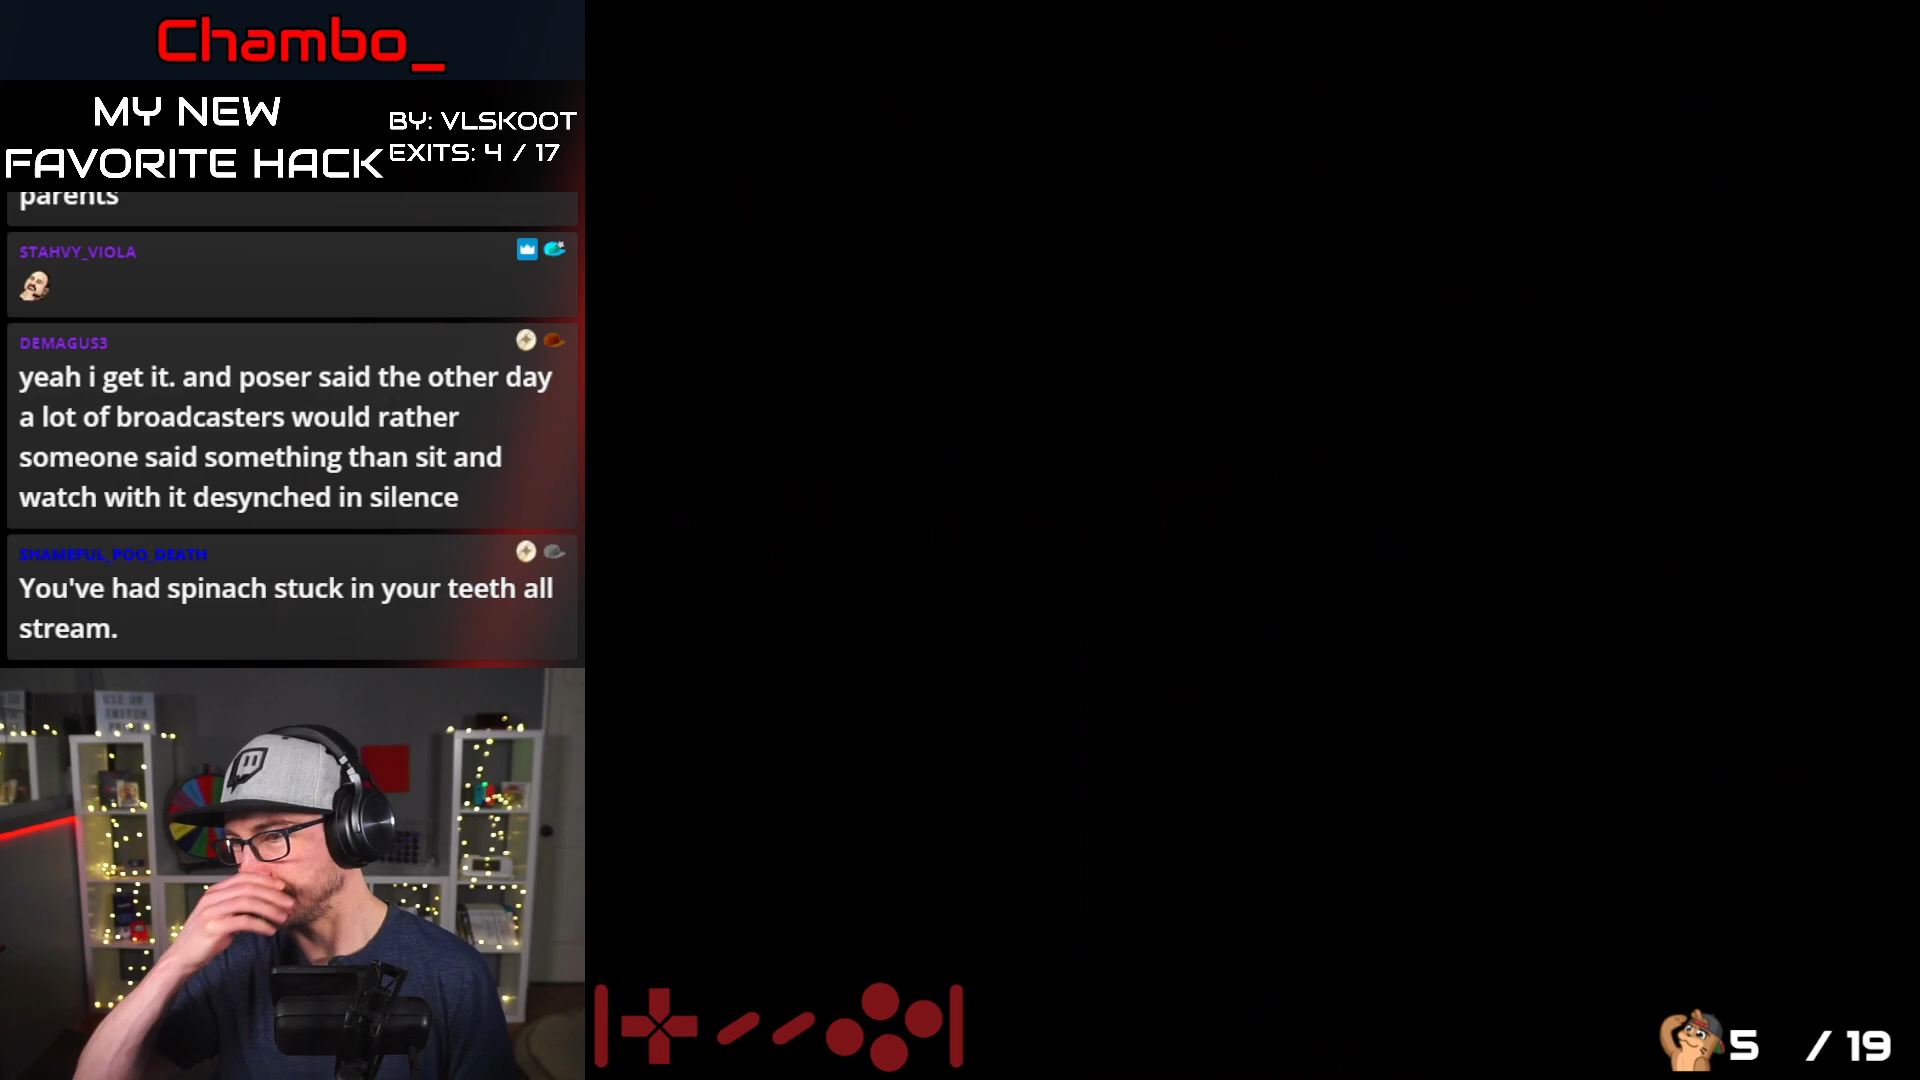 Chambo_
MY NEW
FAVORITE HACK
BY: VLSKOOT
EXITS: 4 / 17
parents
STAHVY_VIOLA
DEMAGUS3
yeah i get it. and poser said the other day
a lot of broadcasters would rather
someone said something than sit and
watch with it desynched in silence
SHAMEFUL_POO_DEATH
You've had spinach stuck in your teeth all
stream.
5 / 19